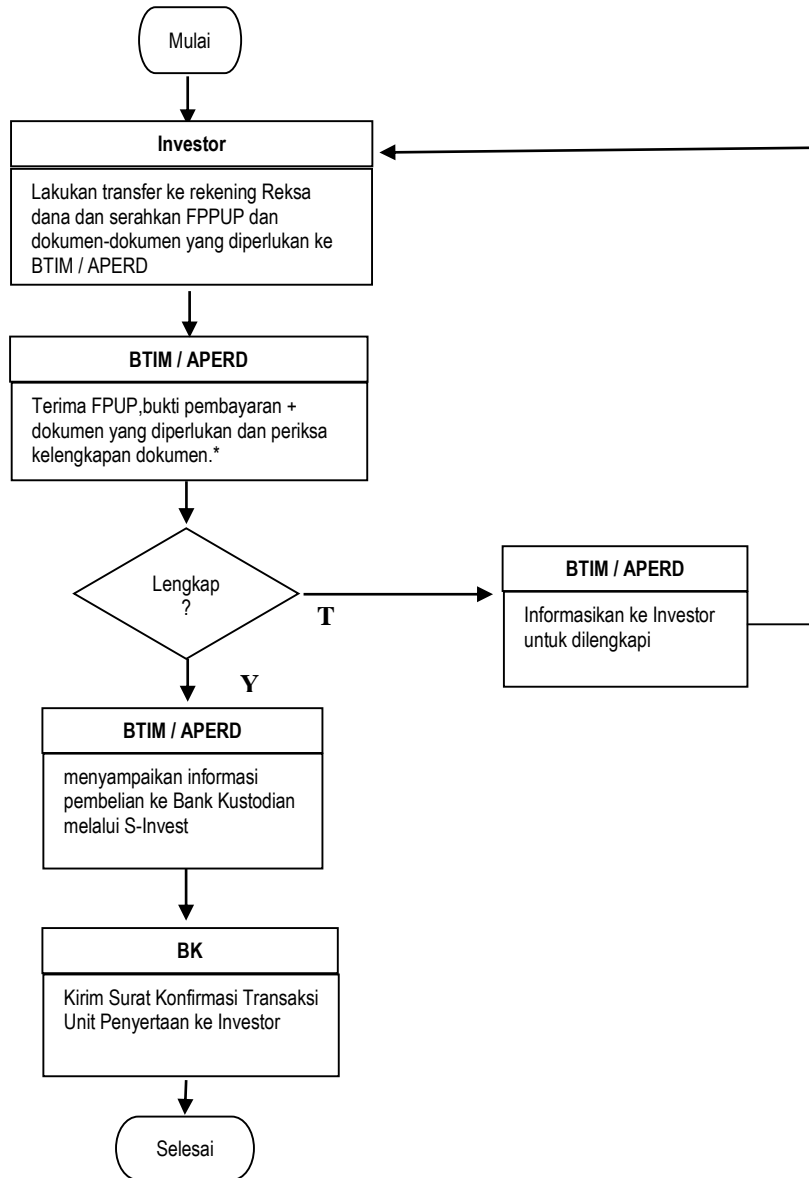 Mulai
Investor
Lakukan transfer ke rekening Reksa
dana dan serahkan FPPUP dan
dokumen-dokumen yang diperlukan ke
BTIM / APERD
BTIM / APERD
Terima FPUP,bukti pembayaran +
dokumen yang diperlukan dan periksa
kelengkapan dokumen.*
Lengkap
?
T
BTIM / APERD
Informasikan ke Investor
untuk dilengkapi
Y
BTIM / APERD
menyampaikan informasi
pembelian ke Bank Kustodian
melalui S-Invest
BK
Kirim Surat Konfirmasi Transaksi
Unit Penyertaan ke Investor
Selesai